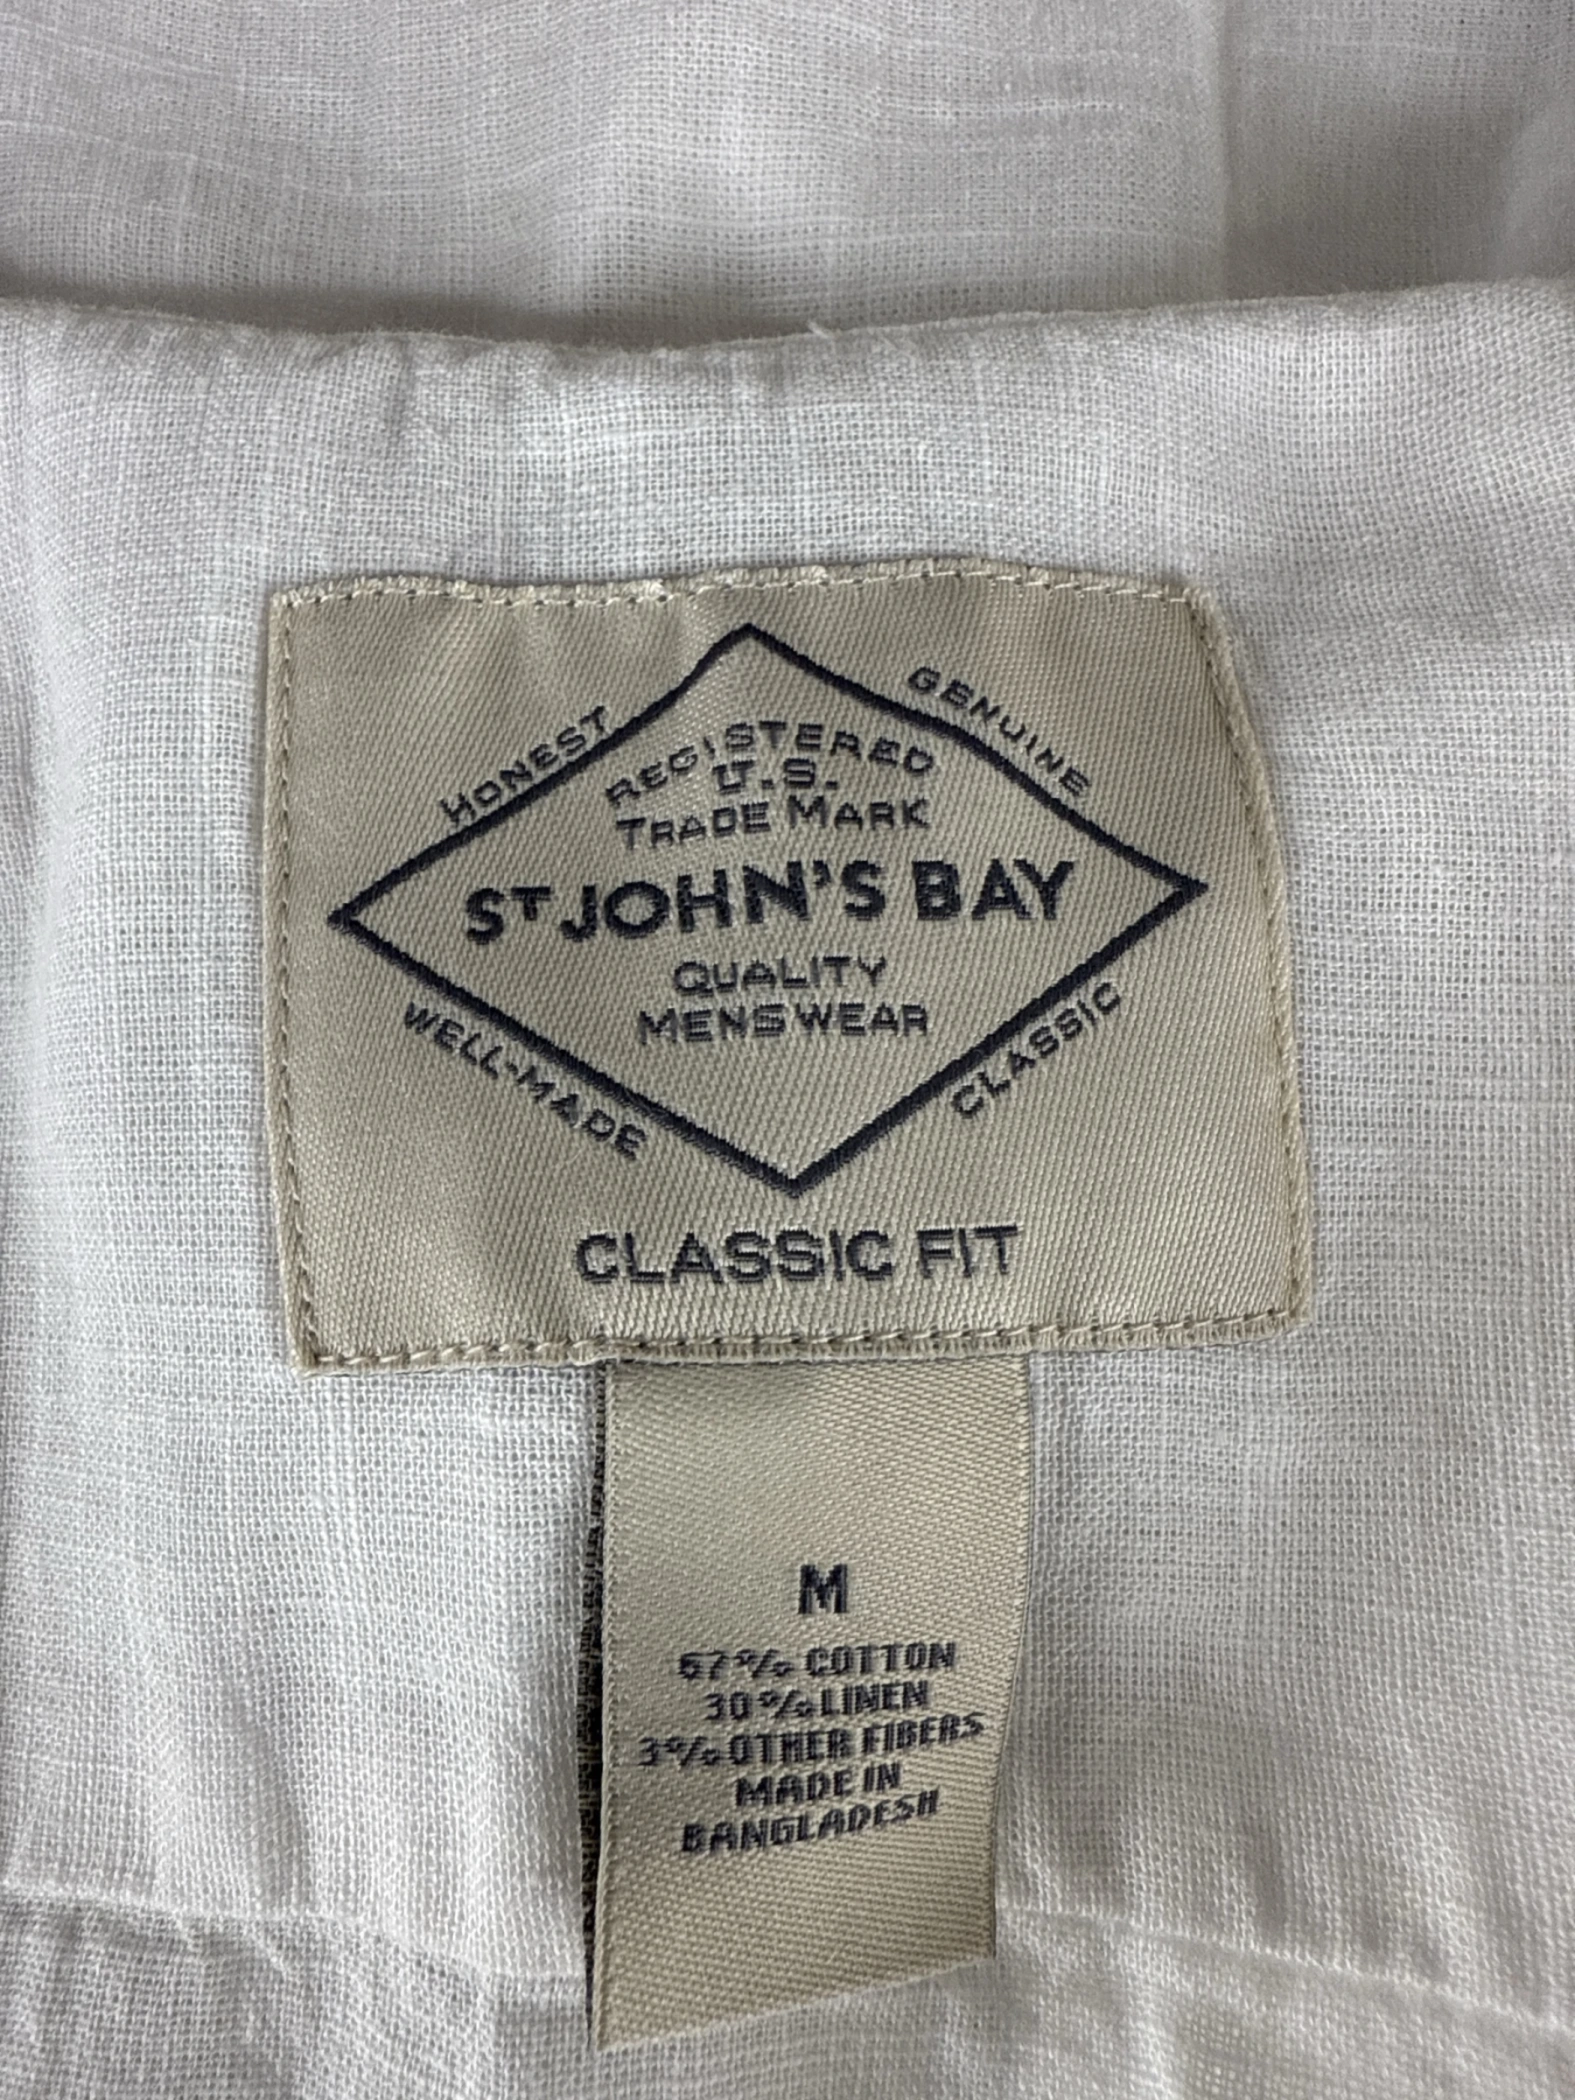 HONEST
GENUINE
REGISTERED
U.S.
TRADE MARK
ST JOHN'S BAY
QUALITY
MENSWEAR
WELL-MADE
CLASSIC
CLASSIC FIT
M
67% COTTON
30% LINEN
3% OTHER FIBERS
MADE IN
BANGLADESH